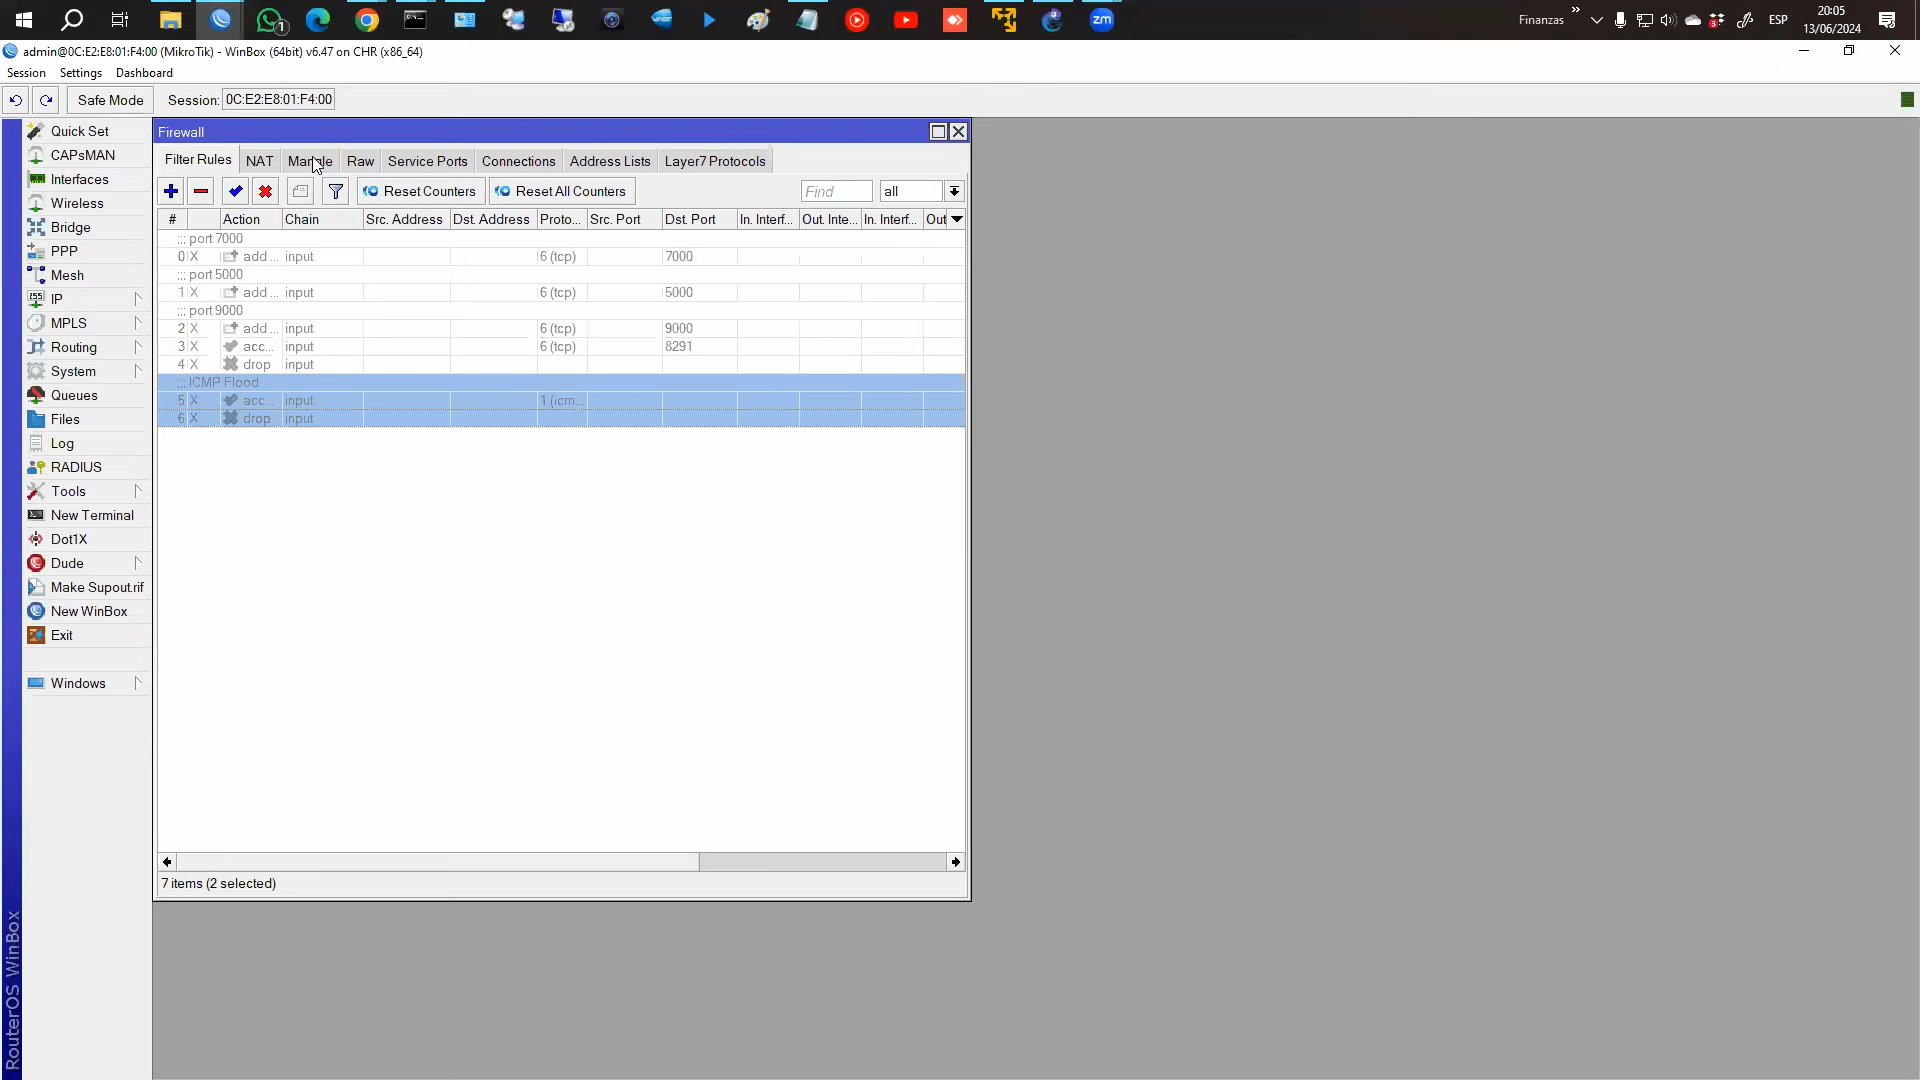 Finanzas
ESP
20:05
13/06/2024
1
3
zm
admin@0C:E2:E8:01:F4:00 (MikroTik) - WinBox (64bit) v6.47 on CHR (x86_64)
Session Settings Dashboard
Safe Mode Session: 0C:E2:E8:01:F4:00
Quick Set
CAPsMAN
Interfaces
Wireless
Bridge
PPP
Mesh
255
IP
MPLS
Routing
System
Queues
Files
Log
RADIUS
Tools
New Terminal
Dot1X
Dude
Make Supout.rif
New WinBox
Exit
Windows
RouterOS WinBox
Firewall
Filter Rules NAT Mangle Raw Service Ports Connections Address Lists Layer7 Protocols
Reset Counters Reset All Counters Find all
# Action Chain Src. Address Dst. Address Proto... Src. Port Dst. Port In. Interf... Out. Inte... In. Interf... Out
;;; port 7000
0 X add ... input 6 (tcp) 7000
;;; port 5000
1 X add ... input 6 (tcp) 5000
;;; port 9000
2 X add ... input 6 (tcp) 9000
3 X acc... input 6 (tcp) 8291
4 X drop input
;;; ICMP Flood
5 X acc... input 1 (icm...
6 X drop input
7 items (2 selected)